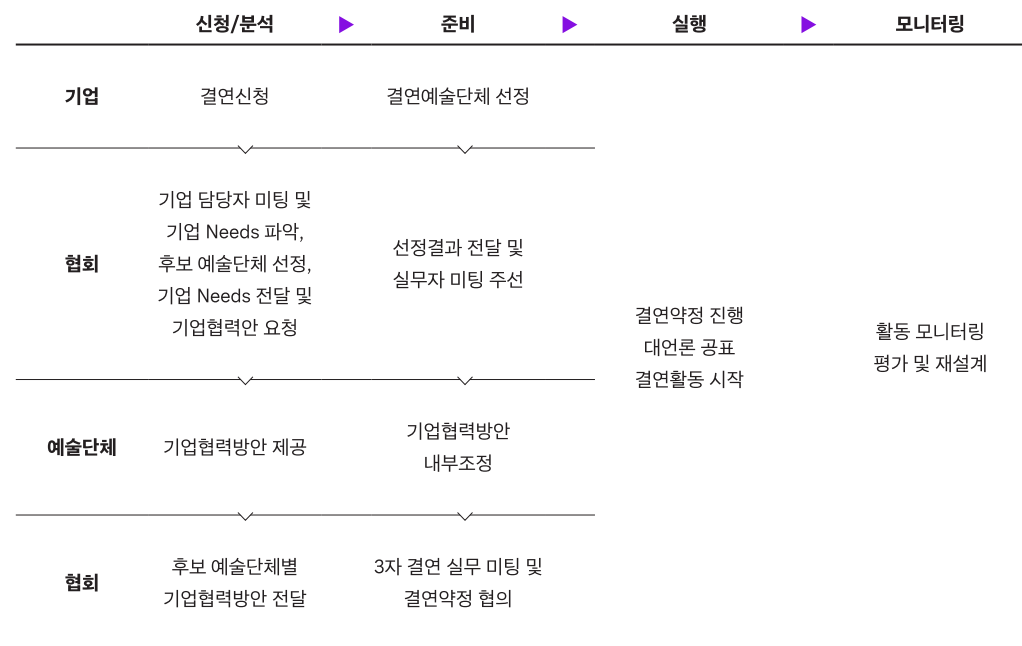 신청/분석 ▶ 준비 ▶ 실행 ▶ 모니터링
기업
결연신청
결연예술단체 선정
협회
기업 담당자 미팅 및
기업 Needs 파악,
후보 예술단체 선정,
기업 Needs 전달 및
기업협력안 요청
선정결과 전달 및
실무자 미팅 주선
예술단체
기업협력방안 제공
기업협력방안
내부조정
협회
후보 예술단체별
기업협력방안 전달
3자 결연 실무 미팅 및
결연약정 협의
결연약정 진행
대언론 공표
결연활동 시작
활동 모니터링
평가 및 재설계